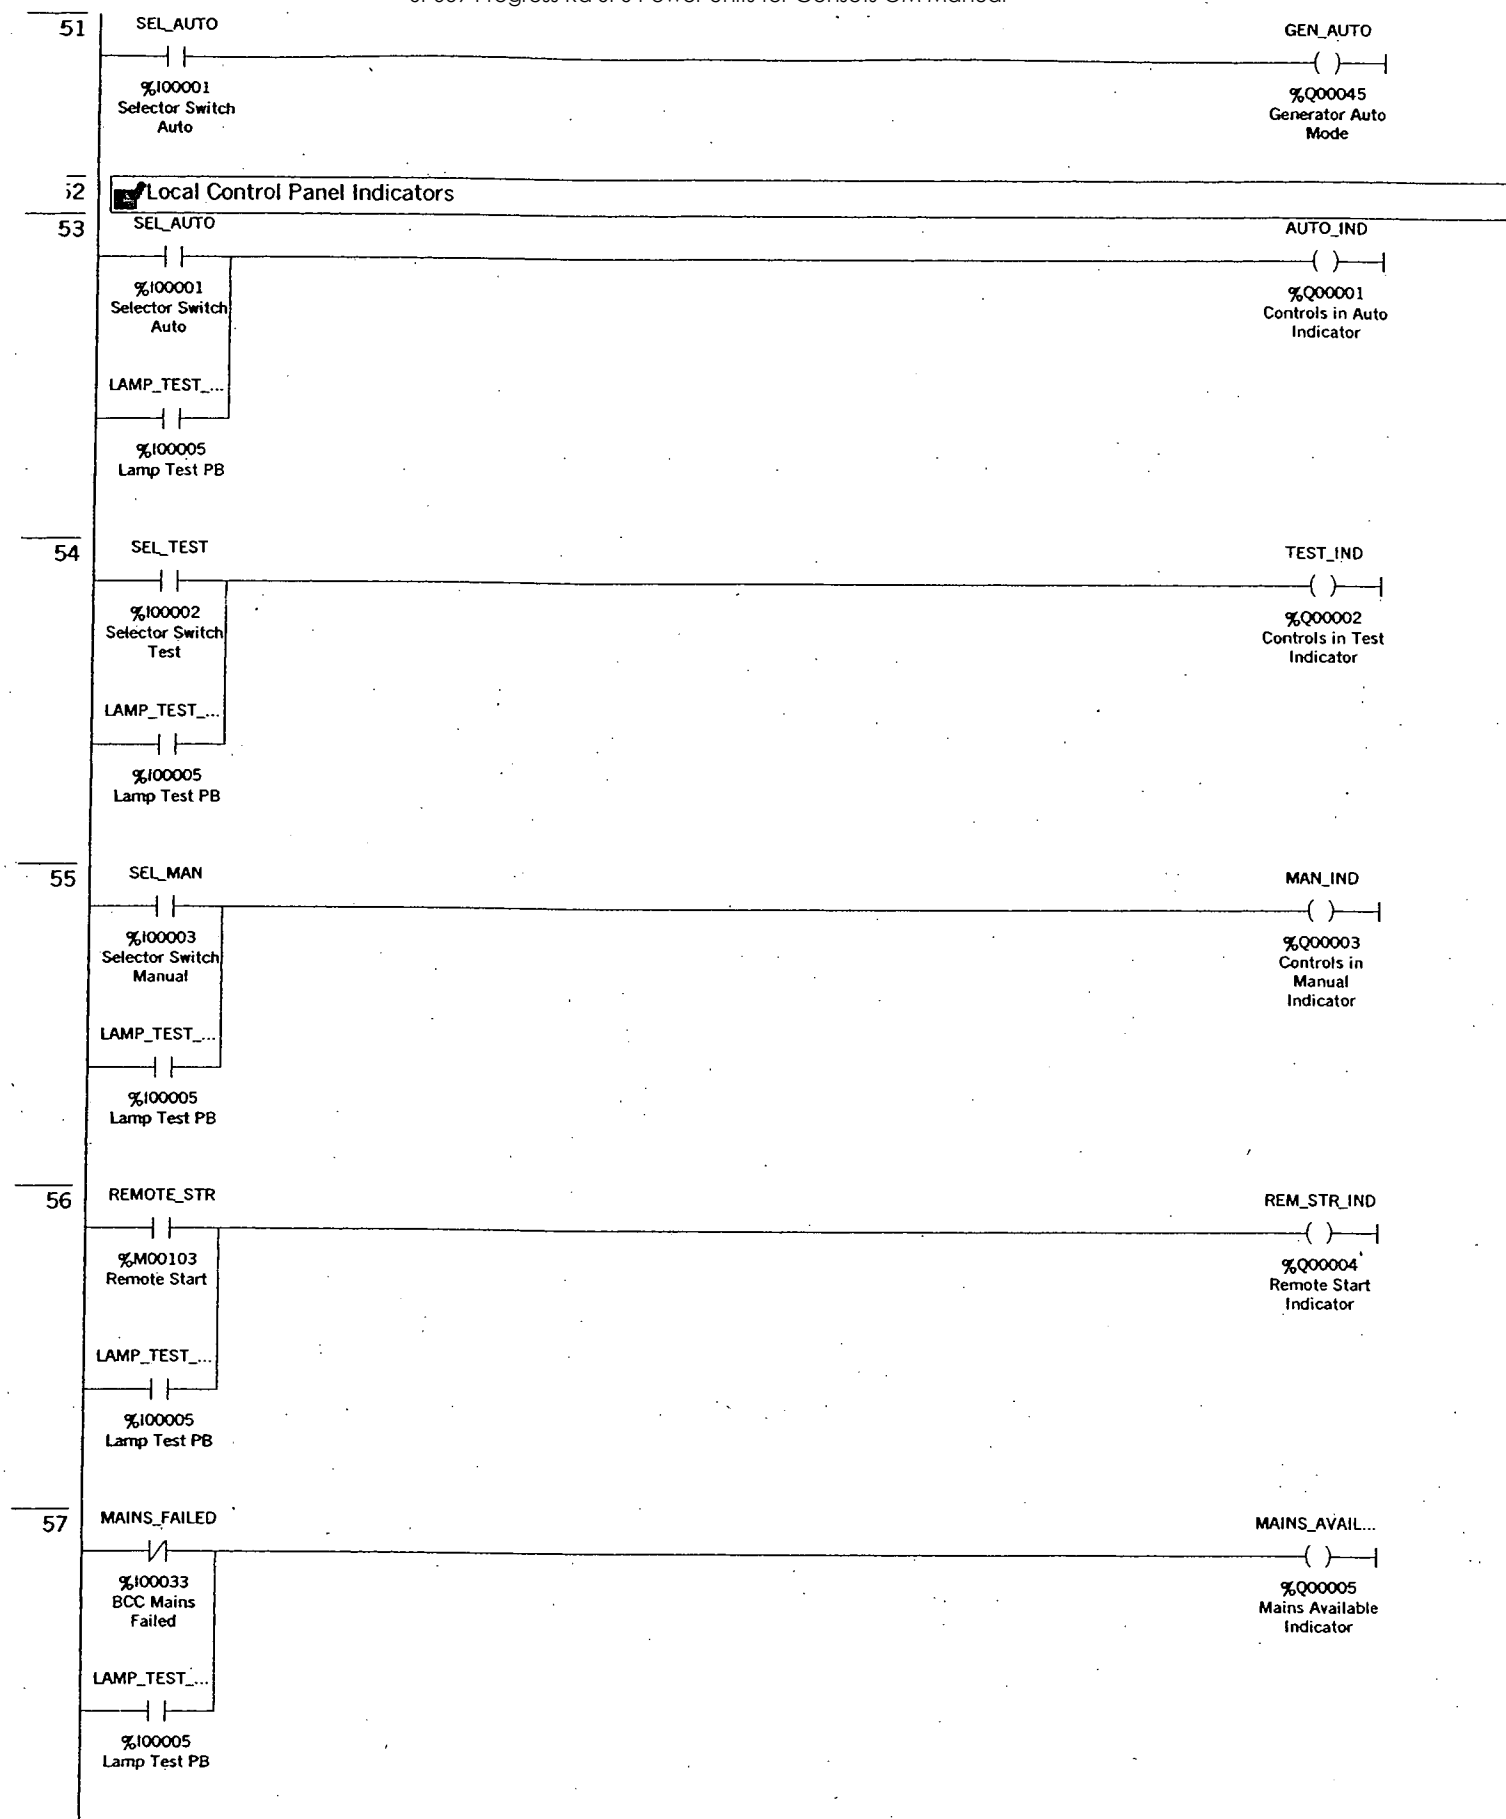 51
SEL_AUTO
GEN_AUTO
%I00001
Selector Switch
Auto
%Q00045
Generator Auto
Mode
52
Local Control Panel Indicators
53
SEL_AUTO
AUTO_IND
%I00001
Selector Switch
Auto
%Q00001
Controls in Auto
Indicator
LAMP_TEST_...
%I00005
Lamp Test PB
54
SEL_TEST
TEST_IND
%I00002
Selector Switch
Test
%Q00002
Controls in Test
Indicator
LAMP_TEST_...
%I00005
Lamp Test PB
55
SEL_MAN
MAN_IND
%I00003
Selector Switch
Manual
%Q00003
Controls in
Manual
Indicator
LAMP_TEST_...
%I00005
Lamp Test PB
56
REMOTE_STR
REM_STR_IND
%M00103
Remote Start
%Q00004
Remote Start
Indicator
LAMP_TEST_...
%I00005
Lamp Test PB
57
MAINS_FAILED
MAINS_AVAIL...
%I00033
BCC Mains
Failed
%Q00005
Mains Available
Indicator
LAMP_TEST_...
%I00005
Lamp Test PB